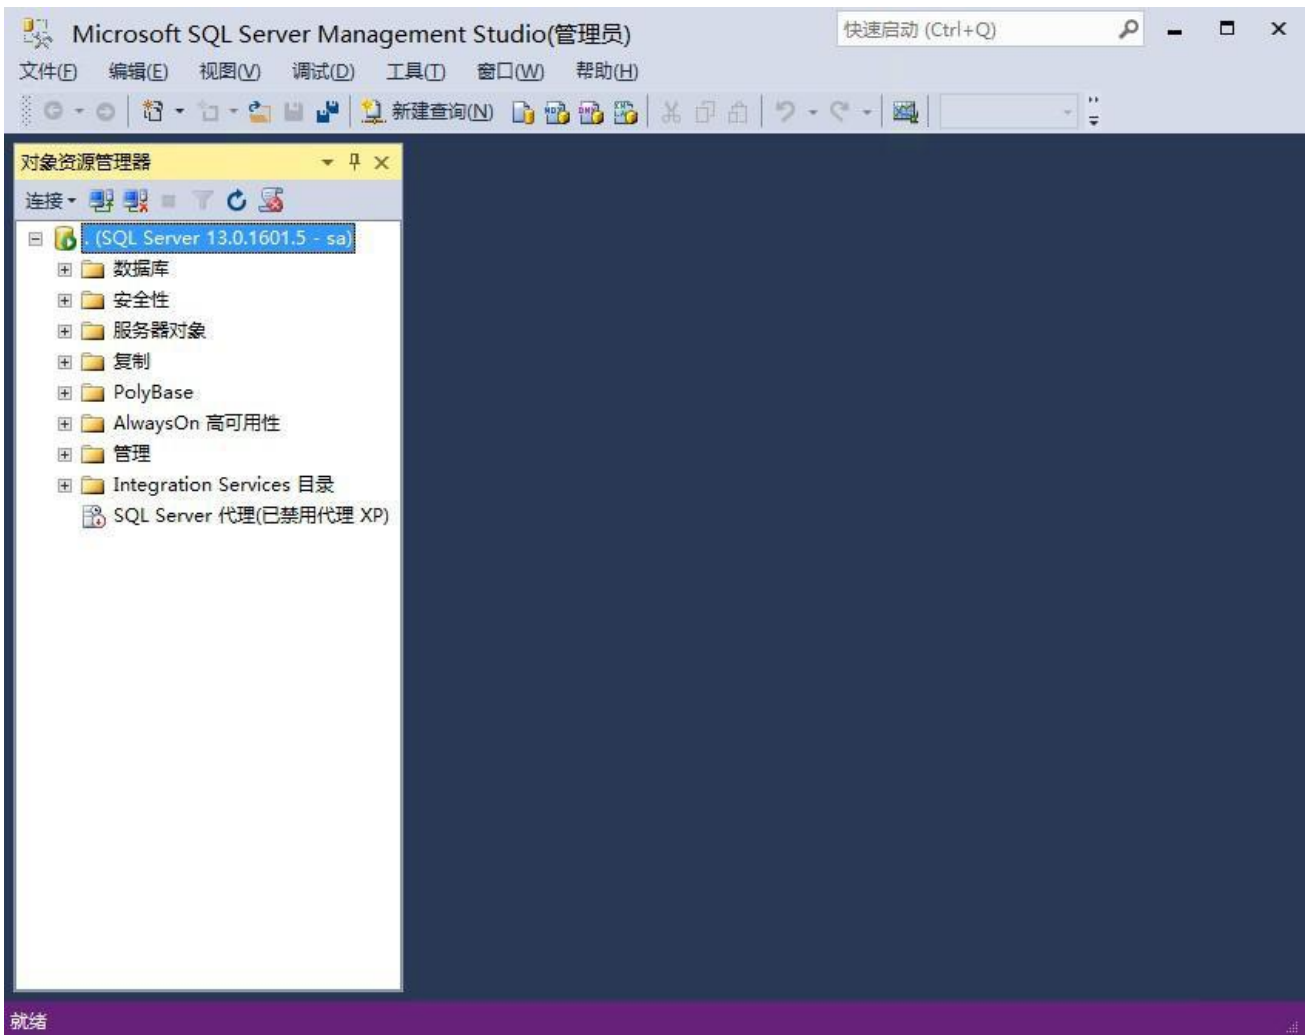 Microsoft SQL Server Management Studio(管理员)
快速启动 (Ctrl+Q)
文件(F) 编辑(E) 视图(V) 调试(D) 工具(T) 窗口(W) 帮助(H)
新建查询(N)
对象资源管理器
连接
. (SQL Server 13.0.1601.5 - sa)
数据库
安全性
服务器对象
复制
PolyBase
AlwaysOn 高可用性
管理
Integration Services 目录
SQL Server 代理(已禁用代理 XP)
就绪